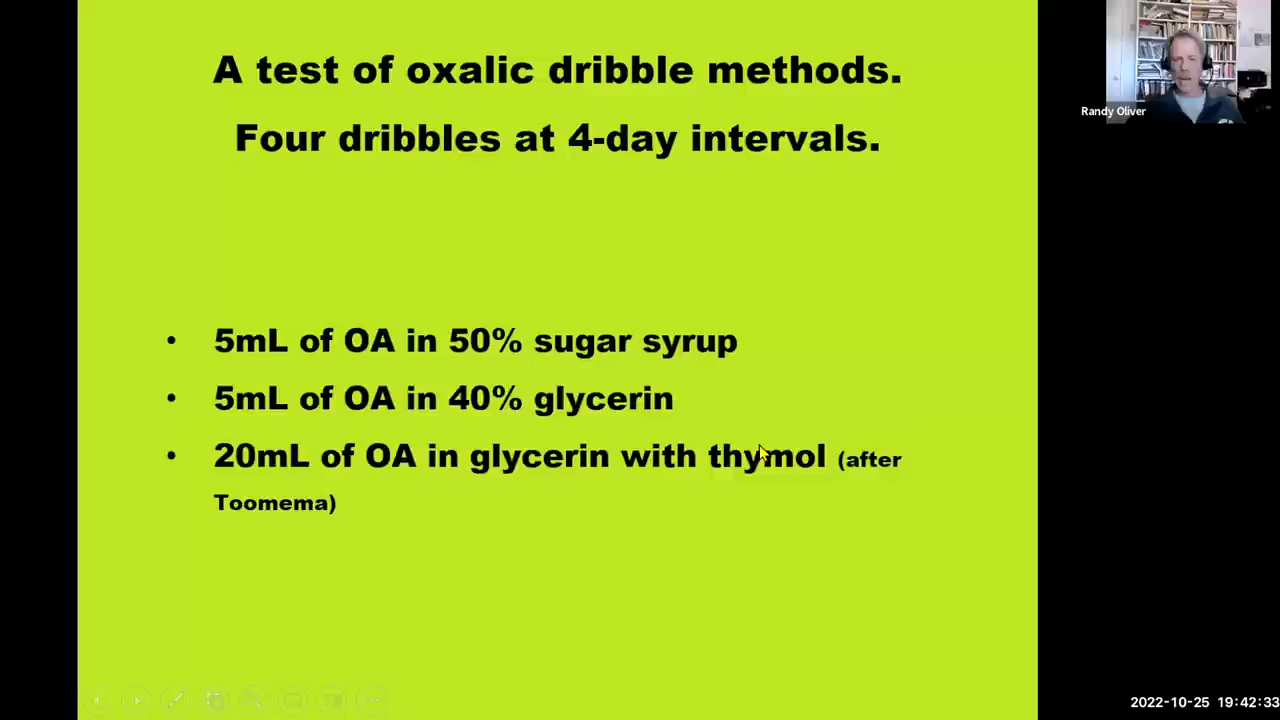 A test of oxalic dribble methods.
Four dribbles at 4-day intervals.
• 5mL of OA in 50% sugar syrup
• 5mL of OA in 40% glycerin
• 20mL of OA in glycerin with thymol (after
Toomema)
Randy Oliver
2022-10-25 19:42:33